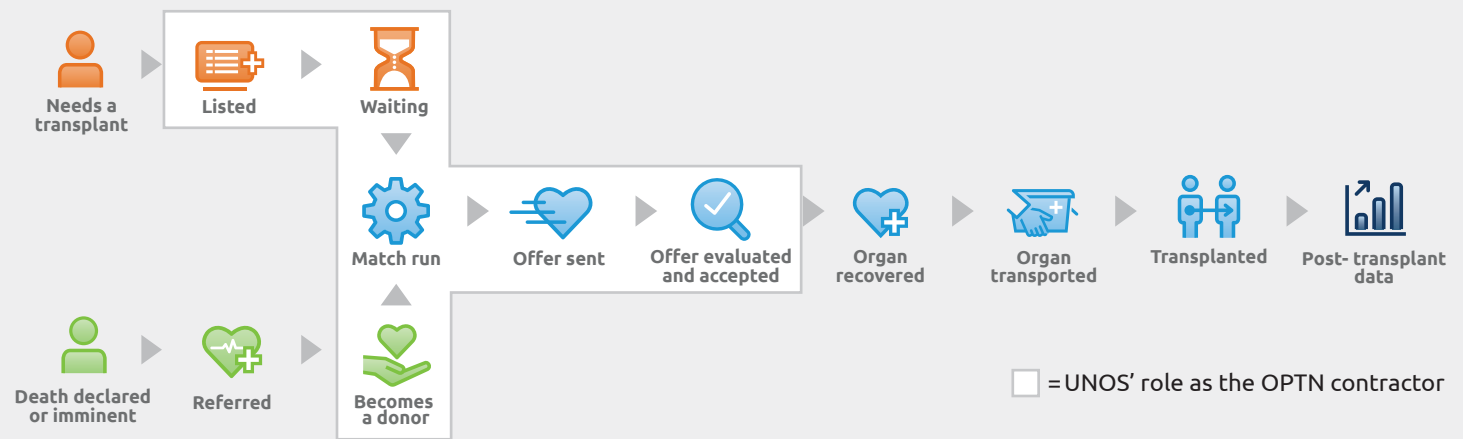 Needs a
transplant
Listed
Waiting
Match run
Offer sent
Offer evaluated
and accepted
Organ
recovered
Organ
transported
Transplanted
Post- transplant
data
Death declared
or imminent
Referred
Becomes
a donor
= UNOS’ role as the OPTN contractor